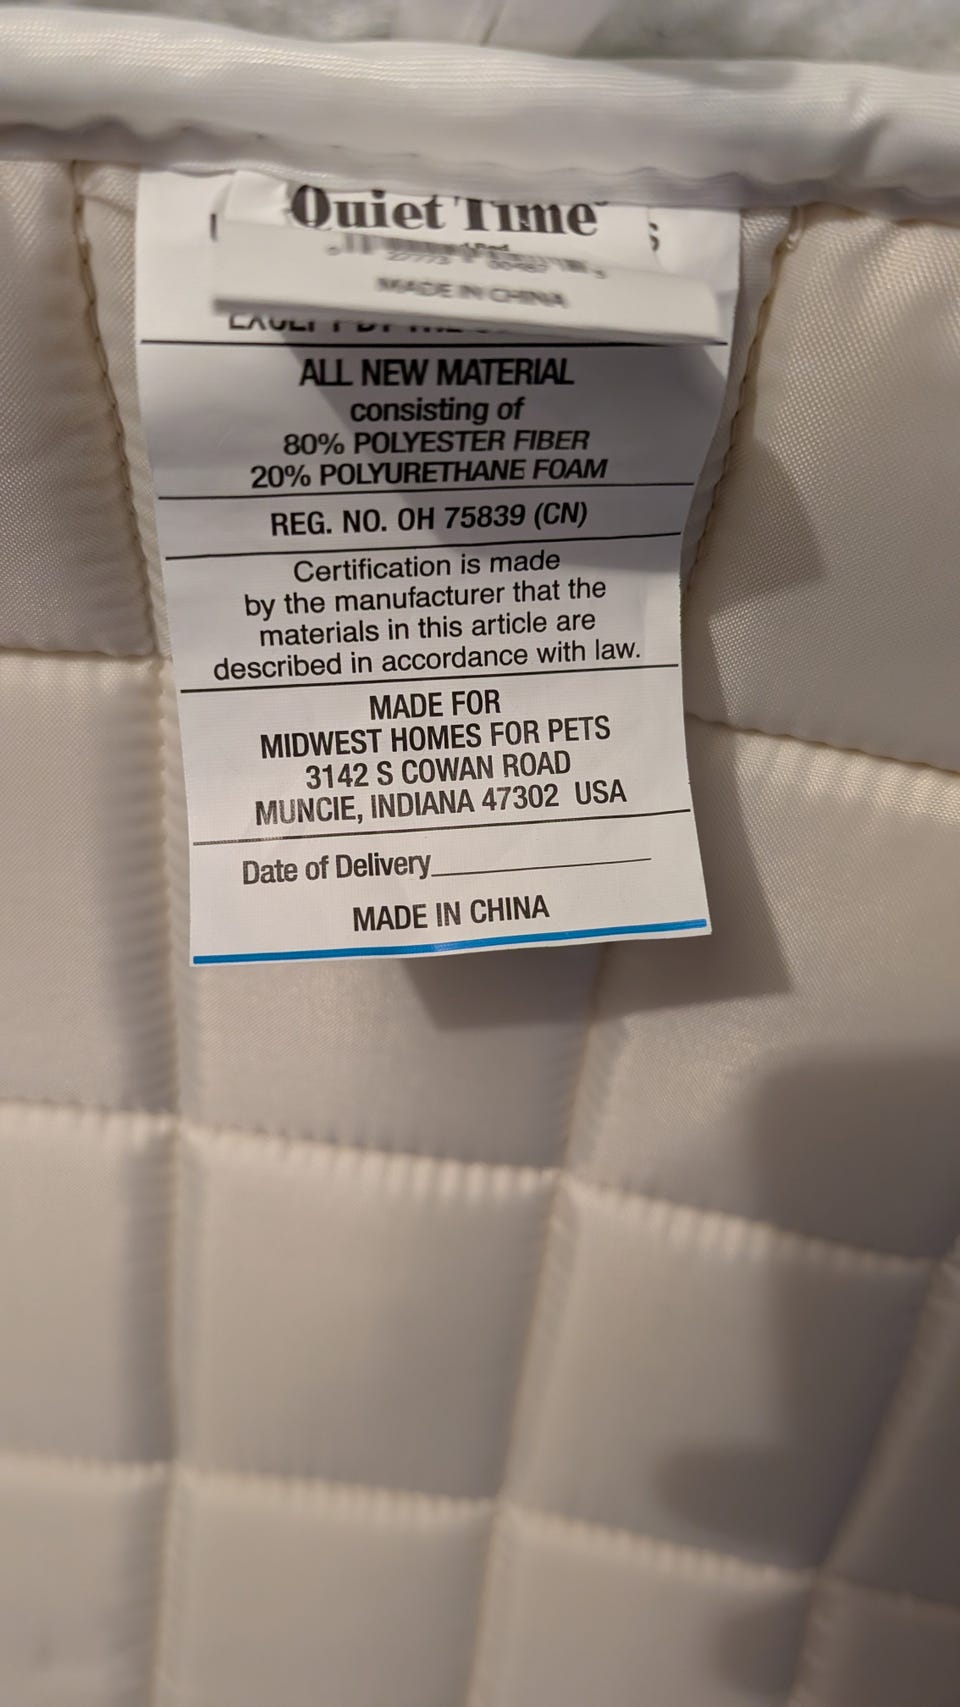 Quiet Time
MADE IN CHINA
ALL NEW MATERIAL
consisting of
80% POLYESTER FIBER
20% POLYURETHANE FOAM
REG. NO. OH 75839 (CN)
Certification is made
by the manufacturer that the
materials in this article are
described in accordance with law.
MADE FOR
MIDWEST HOMES FOR PETS
3142 S COWAN ROAD
MUNCIE, INDIANA 47302 USA
Date of Delivery
MADE IN CHINA